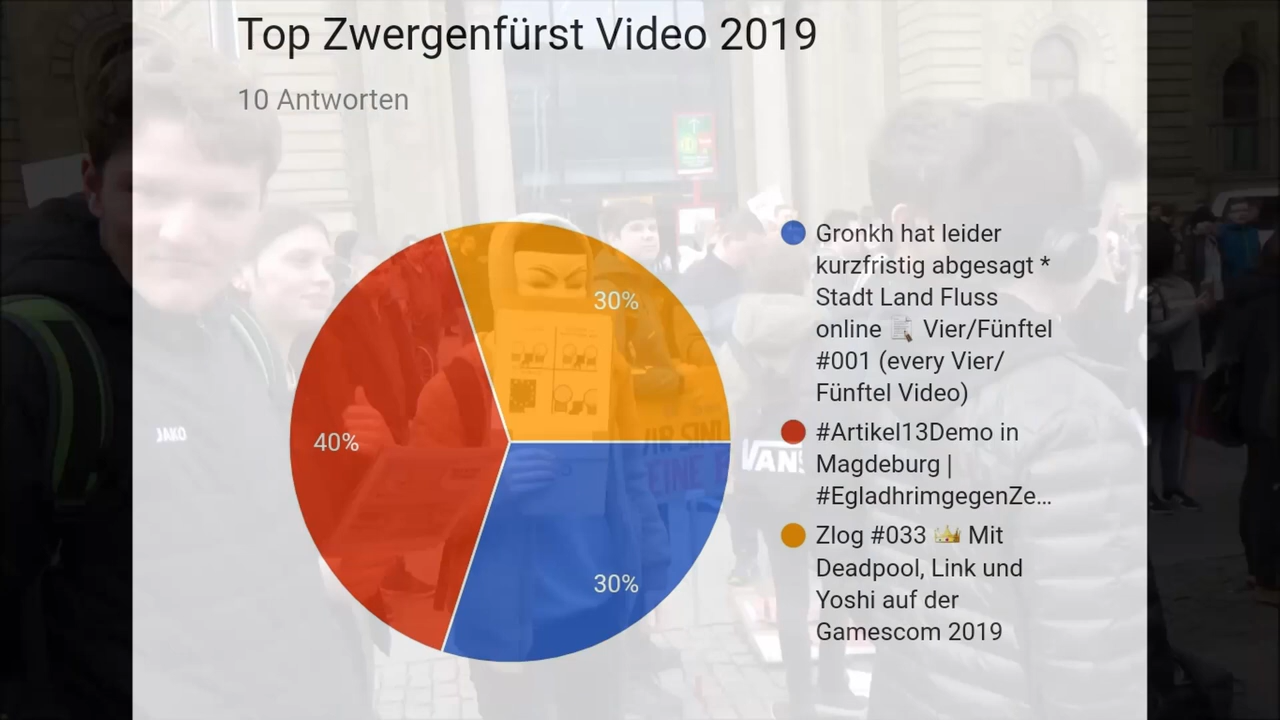 Top Zwergenfürst Video 2019
10 Antworten
Gronkh hat leider
kurzfristig abgesagt *
Stadt Land Fluss
online Vier/Fünftel
#001 (every Vier/
Fünftel Video)
30%
40%
#Artikel13Demo in
Magdeburg |
#EgladhrimgegenZe…
JAKO
VANS
30%
Zlog #033 👑 Mit
Deadpool, Link und
Yoshi auf der
Gamescom 2019